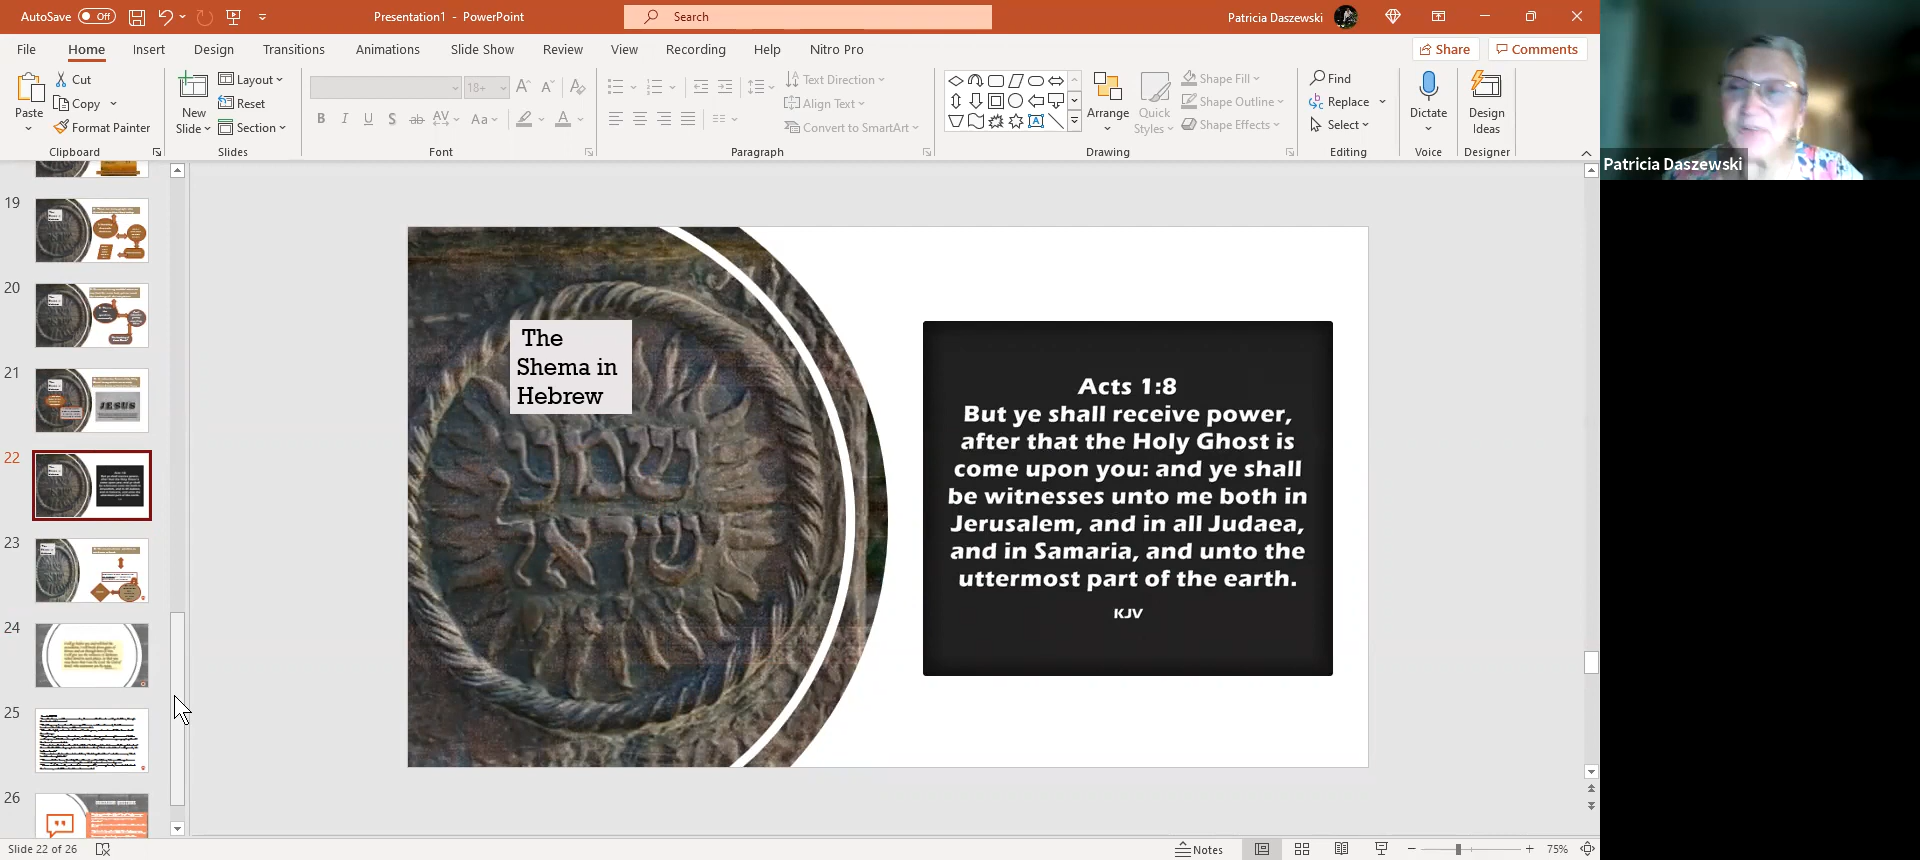 AutoSave Off
Presentation1 - PowerPoint
Search
Patricia Daszewski
File Home Insert Design Transitions Animations Slide Show Review View Recording Help Nitro Pro
Share Comments
Paste
Cut
Copy
Format Painter
Clipboard
New
Slide
Layout
Reset
Section
Slides
18+
Font
Text Direction
Align Text
Convert to SmartArt
Paragraph
Arrange
Quick
Styles
Shape Fill
Shape Outline
Shape Effects
Drawing
Find
Replace
Select
Editing
Dictate
Voice
Design
Ideas
Designer
19
20
21
JESUS
22
23
24
25
26
The
Shema in
Hebrew
שמע
ישראל
Acts 1:8
But ye shall receive power,
after that the Holy Ghost is
come upon you: and ye shall
be witnesses unto me both in
Jerusalem, and in all Judaea,
and in Samaria, and unto the
uttermost part of the earth.
KJV
Slide 22 of 26
Notes
75%
Patricia Daszewski